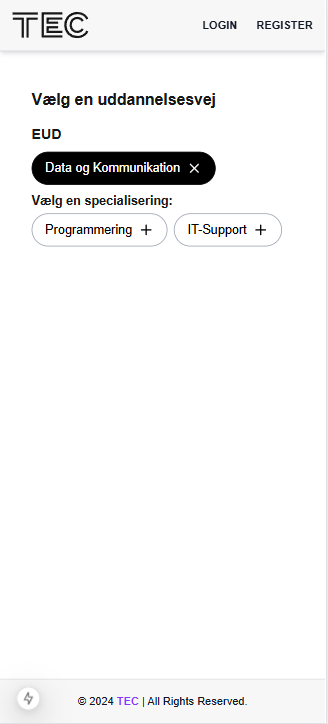 TEC LOGIN REGISTER
Vælg en uddannelsesvej
EUD
Data og Kommunikation
Vælg en specialisering:
Programmering IT-Support
© 2024 TEC | All Rights Reserved.